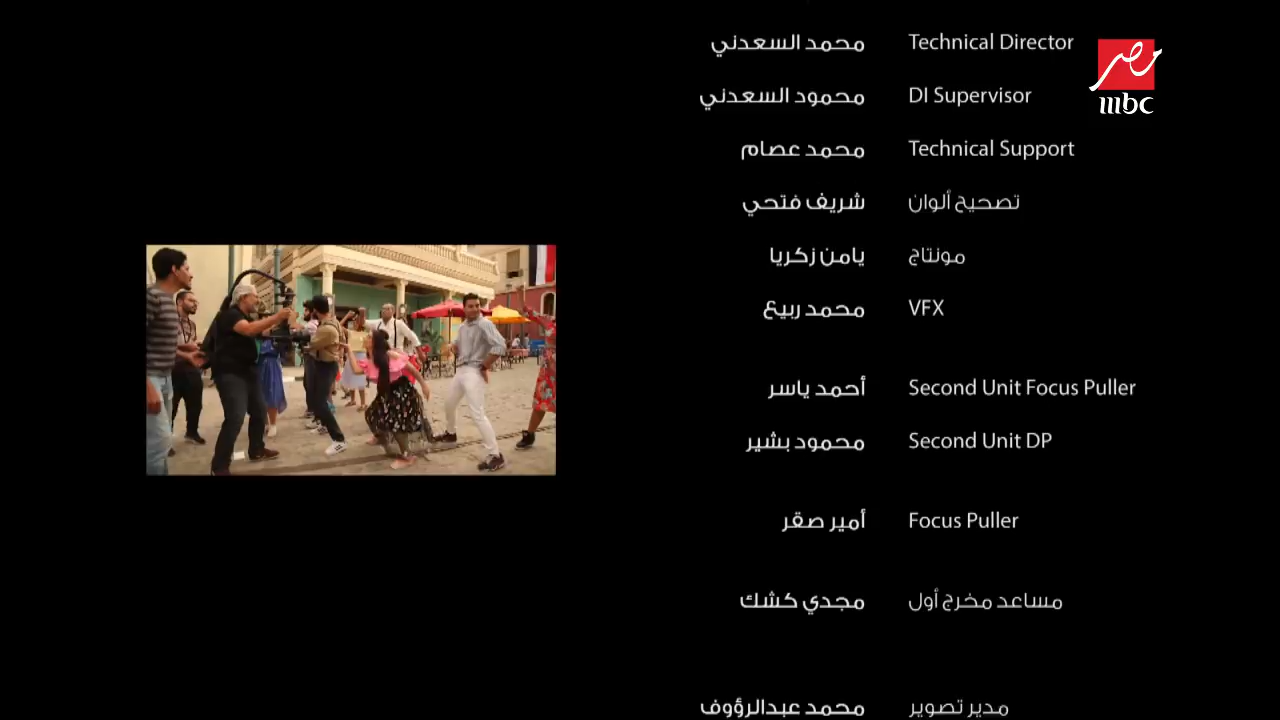 Technical Director محمد السعدني
DI Supervisor محمود السعدني
Technical Support محمد عصام
تصحيح ألوان شريف فتحي
مونتاج يامن زكريا
VFX محمد ربيع
Second Unit Focus Puller أحمد ياسر
Second Unit DP محمود بشير
Focus Puller أمير صقر
مساعد مخرج أول مجدي كشك
مدير تصوير محمد عبدالرؤوف
مصر
mbc